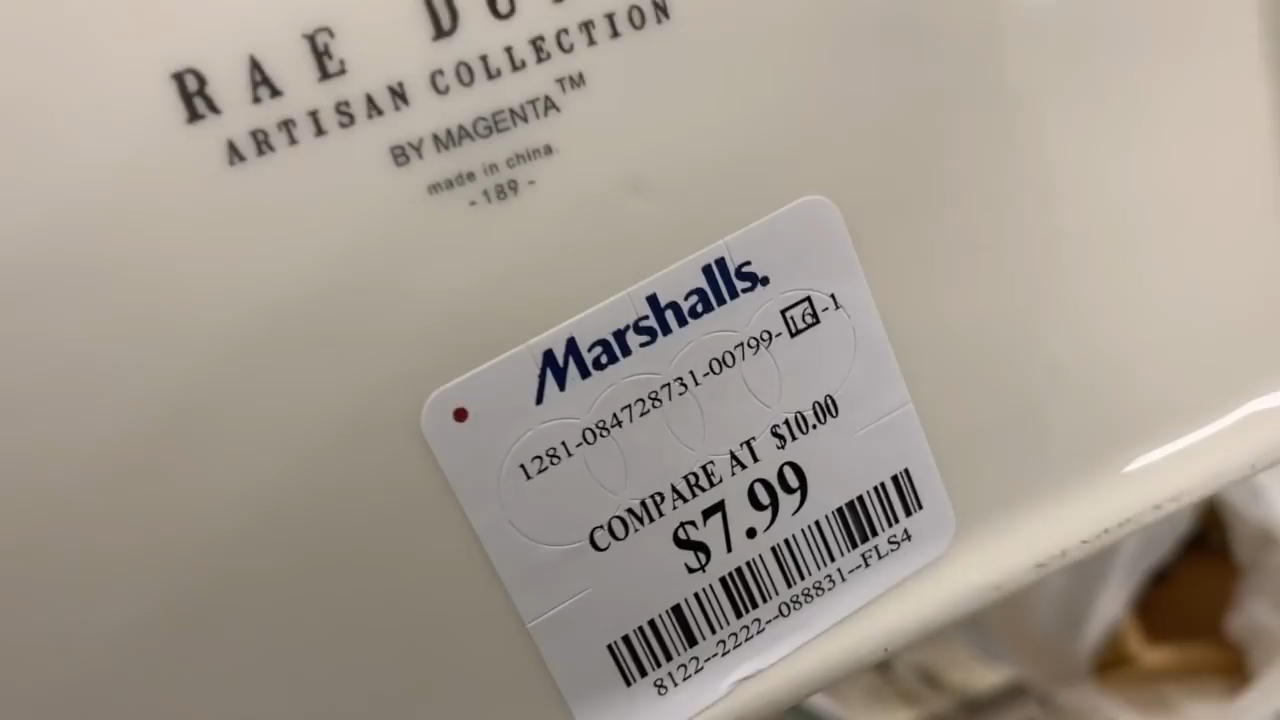 RAE
ARTISAN COLLECTION
BY MAGENTA™
made in china.
- 189 -
Marshalls.
1281-084728731-00799-16-1
COMPARE AT $10.00
$7.99
8122--2222--088831--FLS4